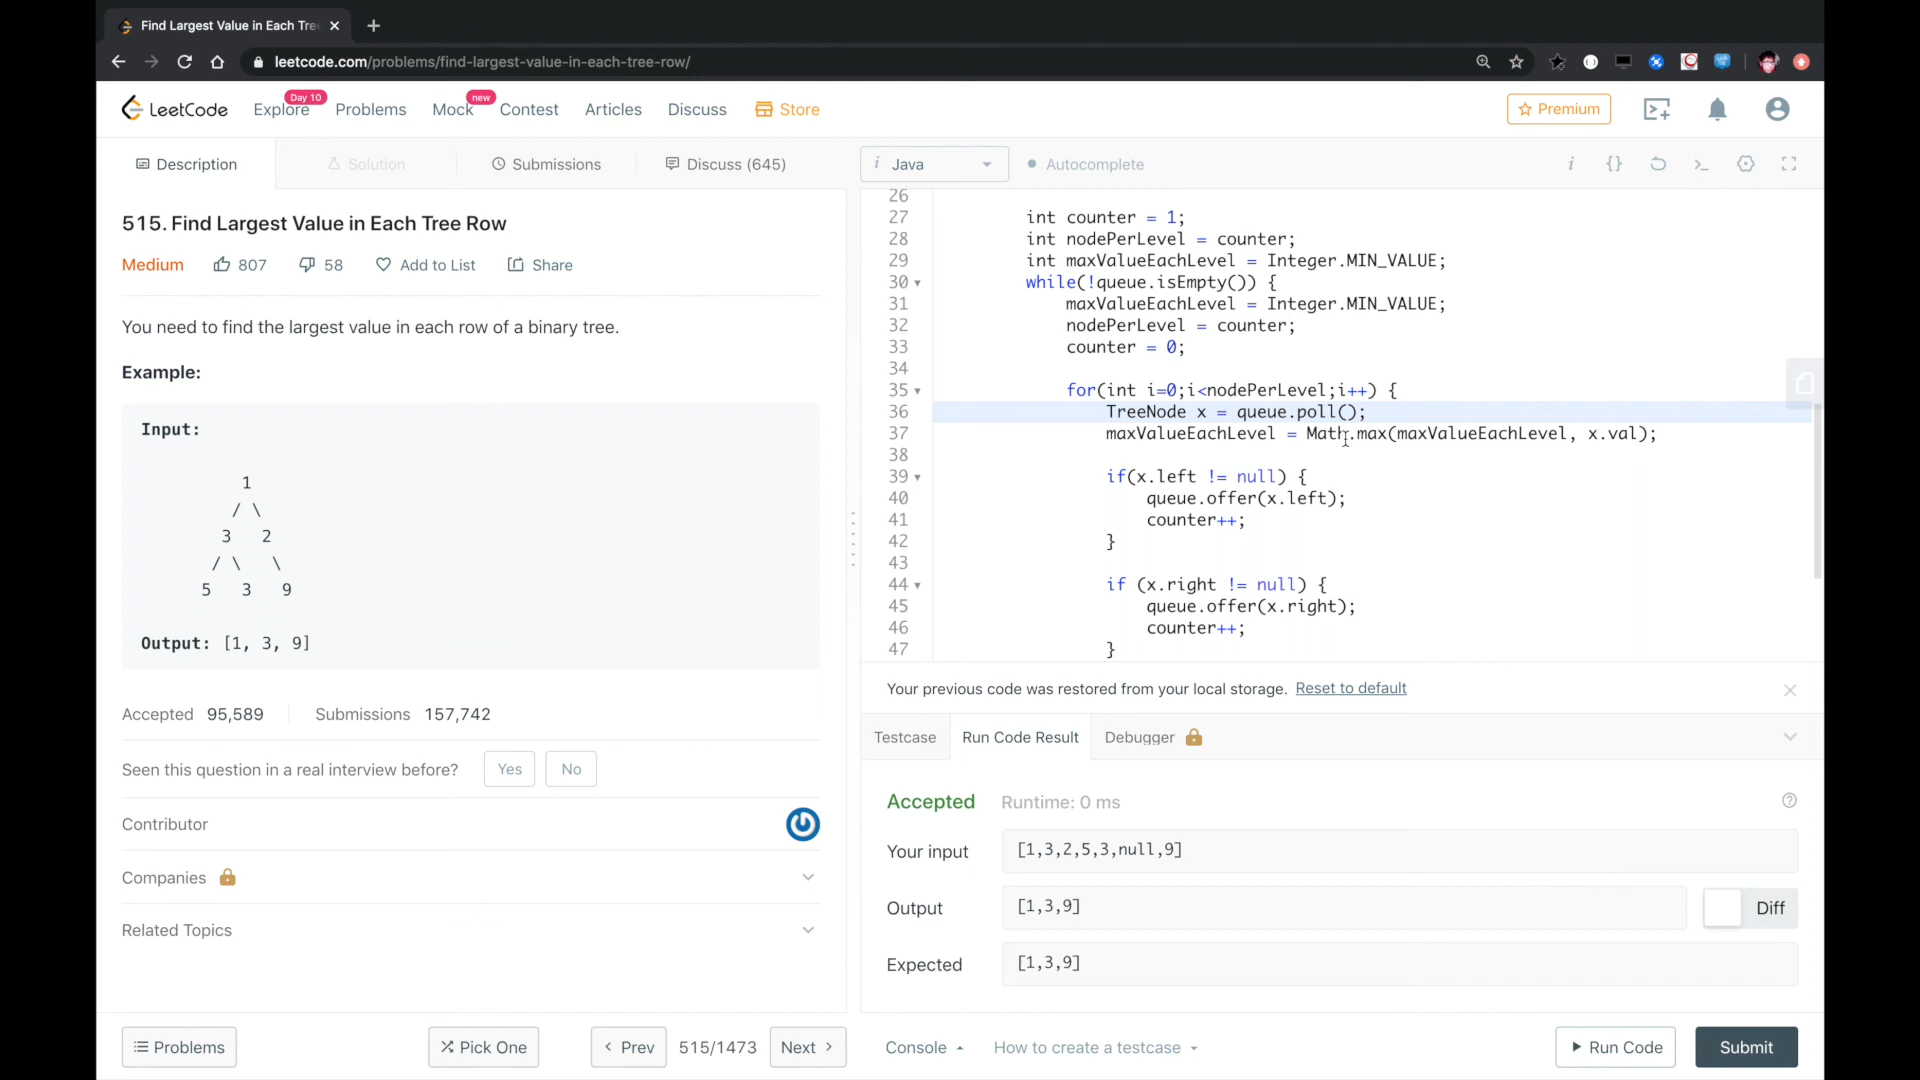 Find Largest Value in Each Tre
leetcode.com/problems/find-largest-value-in-each-tree-row/
LeetCode
Explore
Day 10
Problems
Mock
new
Contest
Articles
Discuss
Store
Premium
Description
Solution
Submissions
Discuss (645)
i Java
Autocomplete
515. Find Largest Value in Each Tree Row
Medium
807
58
Add to List
Share
You need to find the largest value in each row of a binary tree.
Example:
Input:
1
/ \
3 2
/ \ \
5 3 9
Output: [1, 3, 9]
Accepted 95,589
Submissions 157,742
Seen this question in a real interview before?
Yes
No
Contributor
Companies
Related Topics
Problems
Pick One
Prev
515/1473
Next
26
27 int counter = 1;
28 int nodePerLevel = counter;
29 int maxValueEachLevel = Integer.MIN_VALUE;
30 while(!queue.isEmpty()) {
31 maxValueEachLevel = Integer.MIN_VALUE;
32 nodePerLevel = counter;
33 counter = 0;
34
35 for(int i=0;i<nodePerLevel;i++) {
36 TreeNode x = queue.poll();
37 maxValueEachLevel = Math.max(maxValueEachLevel, x.val);
38
39 if(x.left != null) {
40 queue.offer(x.left);
41 counter++;
42 }
43
44 if (x.right != null) {
45 queue.offer(x.right);
46 counter++;
47 }
Your previous code was restored from your local storage. Reset to default
Testcase
Run Code Result
Debugger
Accepted
Runtime: 0 ms
Your input
[1,3,2,5,3,null,9]
Output
[1,3,9]
Diff
Expected
[1,3,9]
Console
How to create a testcase
Run Code
Submit